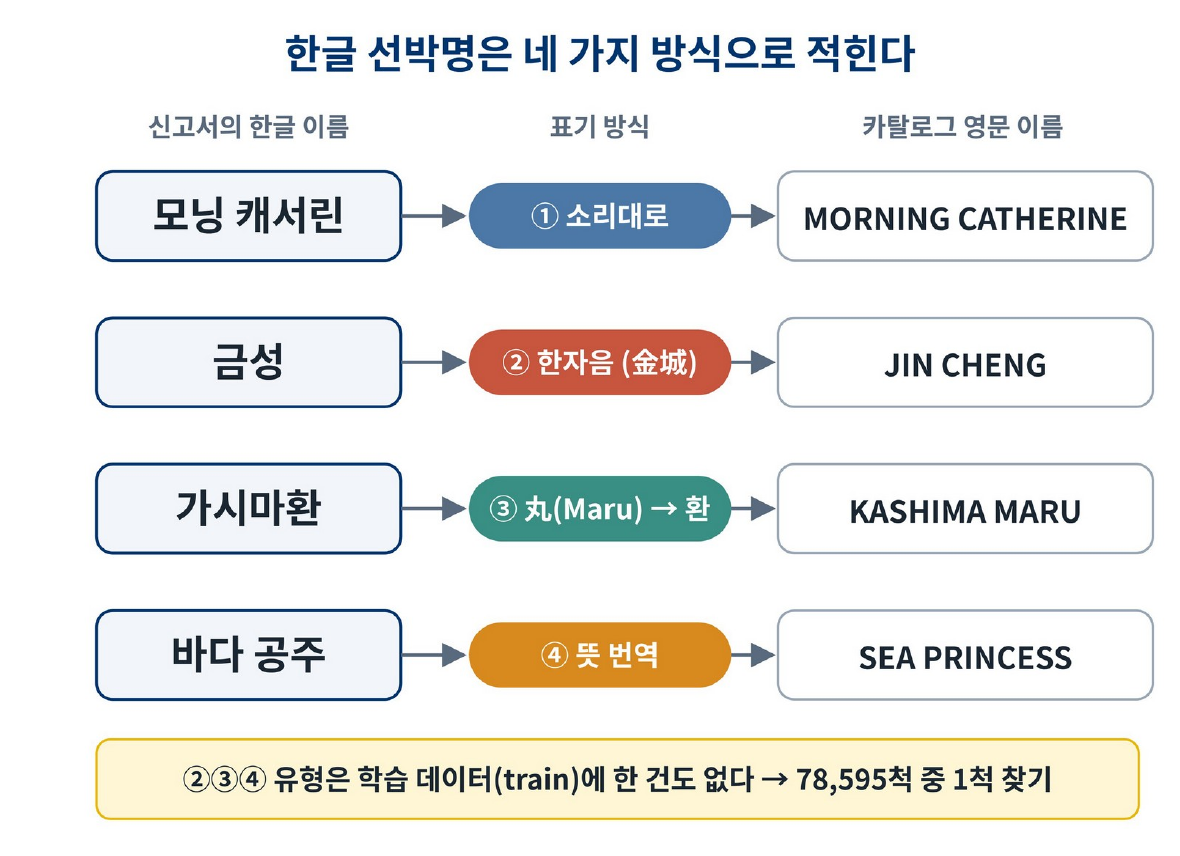 한글 선박명은 네 가지 방식으로 적힌다
신고서의 한글 이름 표기 방식 카탈로그 영문 이름
모닝 캐서린 ① 소리대로 MORNING CATHERINE
금성 ② 한자음 (金城) JIN CHENG
가시마환 ③ 丸(Maru) → 환 KASHIMA MARU
바다 공주 ④ 뜻 번역 SEA PRINCESS
②③④ 유형은 학습 데이터(train)에 한 건도 없다 → 78,595척 중 1척 찾기